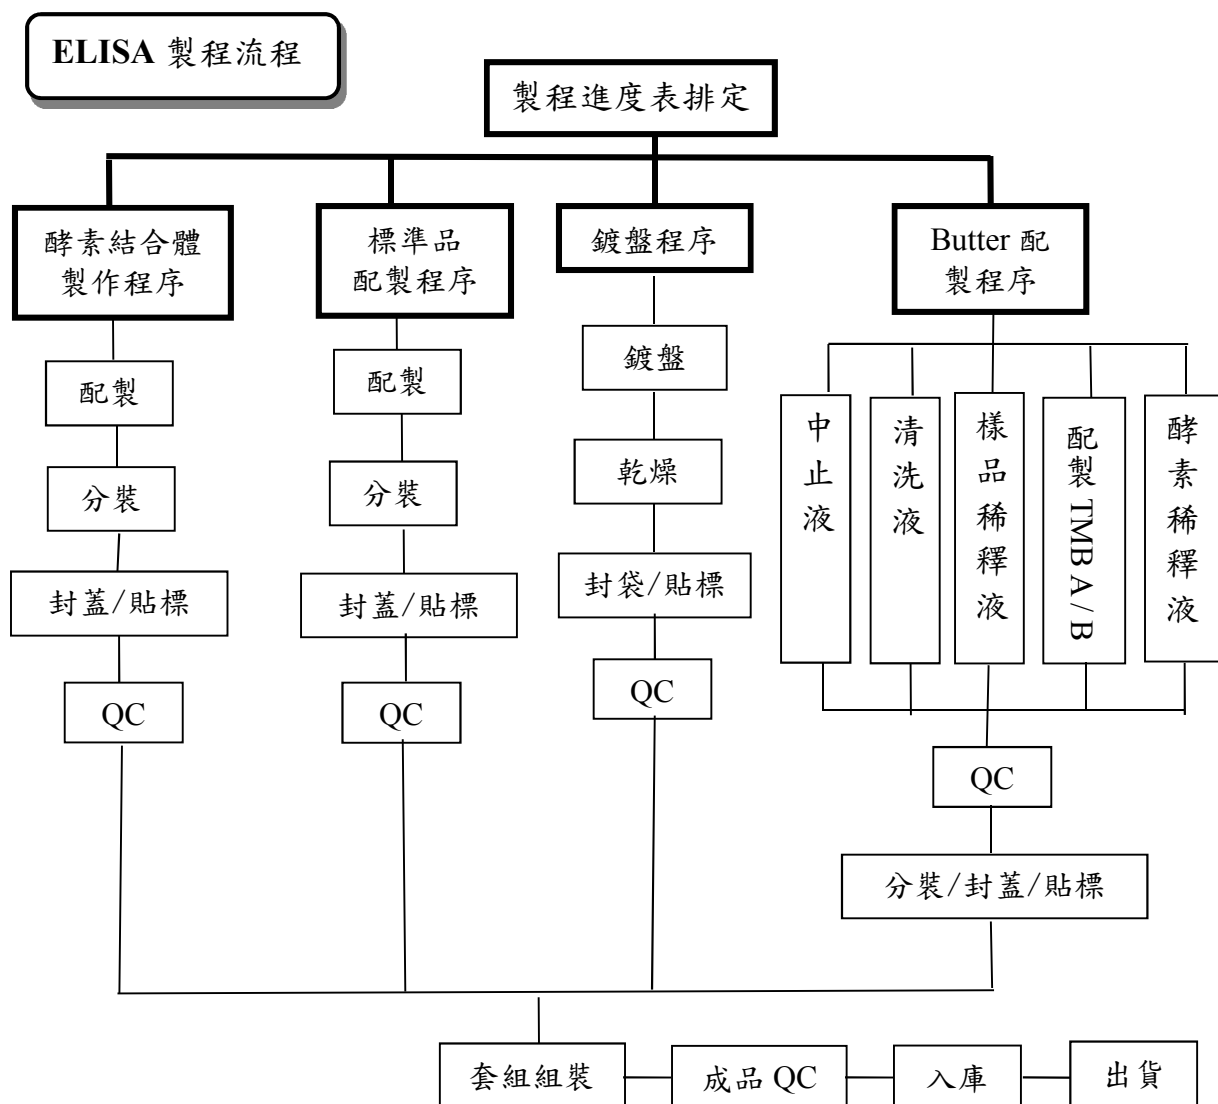 ELISA 製程流程
製程進度表排定
酵素結合體
製作程序
標準品
配製程序
鍍盤程序
Butter 配
製程序
配製
分裝
封蓋/貼標
QC
配製
分裝
封蓋/貼標
QC
鍍盤
乾燥
封袋/貼標
QC
中止液
清洗液
樣品稀釋液
配製 TMB A / B
酵素稀釋液
QC
分裝/封蓋/貼標
套組組裝
成品 QC
入庫
出貨